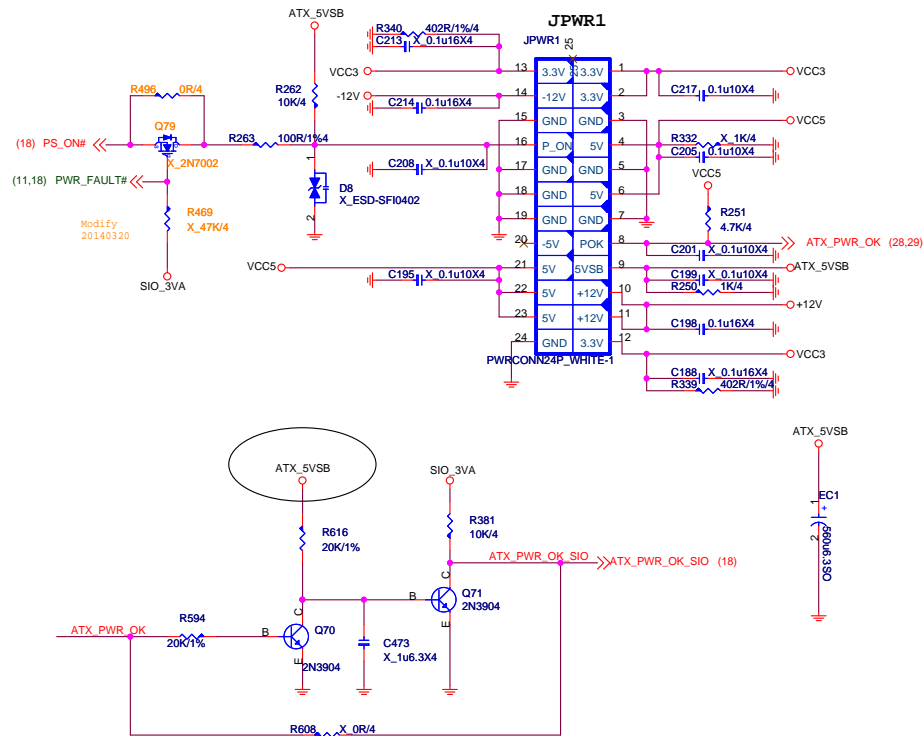 JPWR1
ATX_5VSB
R340 402R/1%/4
C213 X_0.1u16X4
JPWR1
25 X
25
VCC3
13 3.3V 3.3V 1
VCC3
R496 0R/4
R262
10K/4
-12V
14 -12V 3.3V 2
C214 0.1u16X4
C217 0.1u10X4
Q79
15 GND GND 3
VCC5
(18) PS_ON#
R263 100R/1%4
16 P_ON 5V 4
R332 X_1K/4
X_2N7002
1
C208 X_0.1u10X4
17 GND GND 5
C205 0.1u10X4
(11,18) PWR_FAULT#
D8
X_ESD-SFI0402
18 GND 5V 6
VCC5
R469
X_47K/4
2
19 GND GND 7
R251
4.7K/4
Modify
20140320
20 -5V POK 8
ATX_PWR_OK (28,29)
C201 X_0.1u10X4
SIO_3VA
VCC5
21 5V 5VSB 9
ATX_5VSB
C195 X_0.1u10X4
C199 X_0.1u10X4
22 5V +12V 10
R250 1K/4
+12V
23 5V +12V 11
C198 0.1u16X4
24 GND 3.3V 12
VCC3
PWRCONN24P_WHITE-1
C188 X_0.1u16X4
R339 402R/1%/4
ATX_5VSB
SIO_3VA
ATX_5VSB
R616
20K/1%
R381
10K/4
1
+
EC1
560u6.3SO
2
ATX_PWR_OK_SIO
ATX_PWR_OK_SIO (18)
C
B
Q71
2N3904
E
ATX_PWR_OK
R594
20K/1%
C
B
Q70
2N3904
E
C473
X_1u6.3X4
R608 X_0R/4